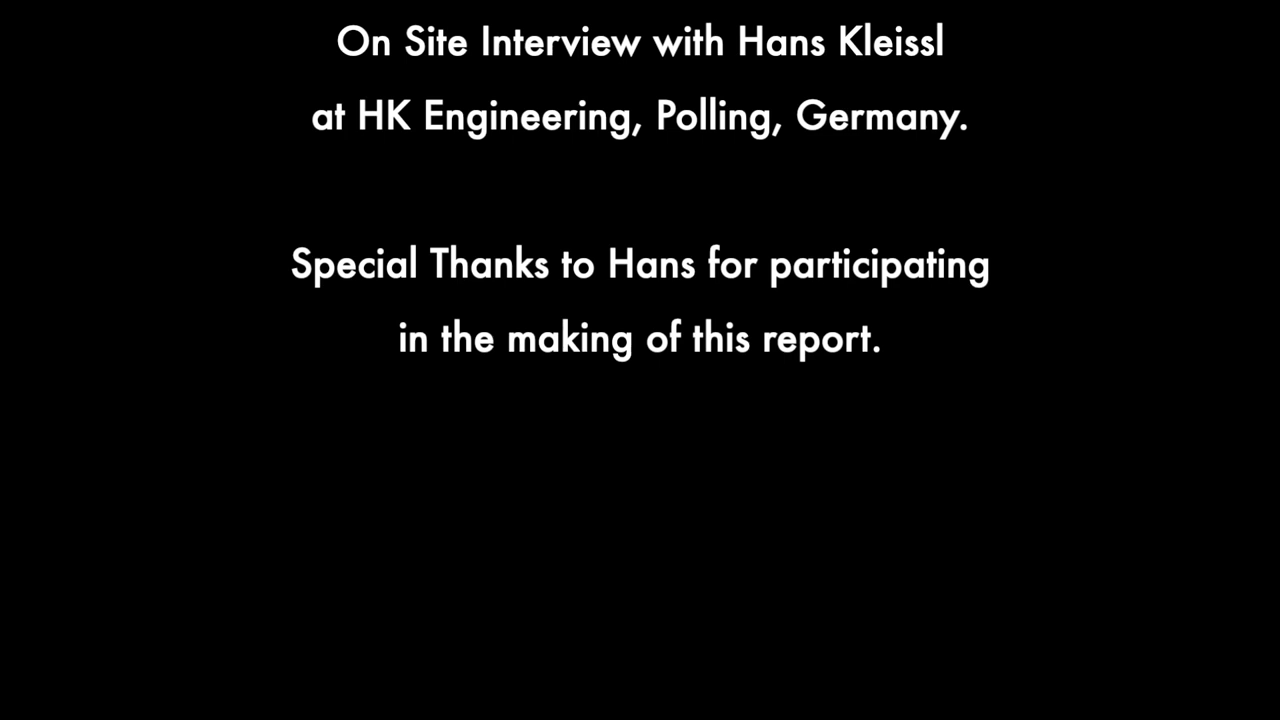 On Site Interview with Hans Kleissl
at HK Engineering, Polling, Germany.
Special Thanks to Hans for participating
in the making of this report.